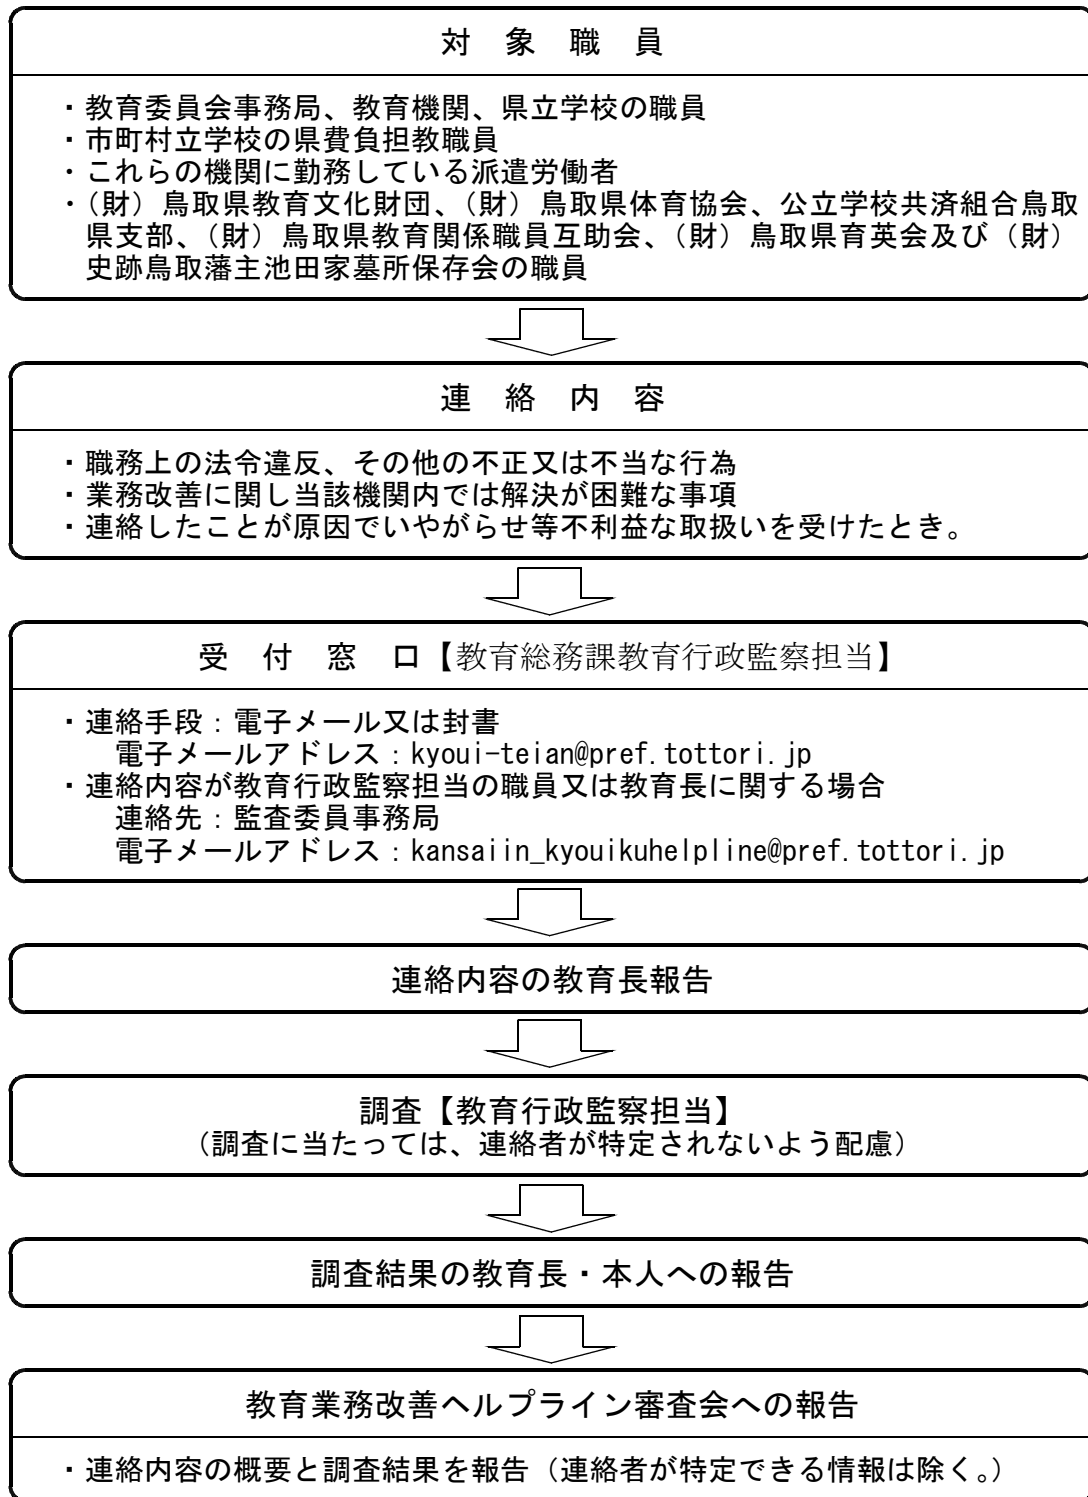 対　象　職　員
・教育委員会事務局、教育機関、県立学校の職員
・市町村立学校の県費負担教職員
・これらの機関に勤務している派遣労働者
・（財）鳥取県教育文化財団、（財）鳥取県体育協会、公立学校共済組合鳥取
県支部、（財）鳥取県教育関係職員互助会、（財）鳥取県育英会及び（財）
史跡鳥取藩主池田家墓所保存会の職員
連　絡　内　容
・職務上の法令違反、その他の不正又は不当な行為
・業務改善に関し当該機関内では解決が困難な事項
・連絡したことが原因でいやがらせ等不利益な取扱いを受けたとき。
受　付　窓　口【教育総務課教育行政監察担当】
・連絡手段：電子メール又は封書
電子メールアドレス：kyoui-teian@pref.tottori.jp
・連絡内容が教育行政監察担当の職員又は教育長に関する場合
連絡先：監査委員事務局
電子メールアドレス：kansaiin_kyouikuhelpline@pref.tottori.jp
連絡内容の教育長報告
調査【教育行政監察担当】
（調査に当たっては、連絡者が特定されないよう配慮）
調査結果の教育長・本人への報告
教育業務改善ヘルプライン審査会への報告
・連絡内容の概要と調査結果を報告（連絡者が特定できる情報は除く。）